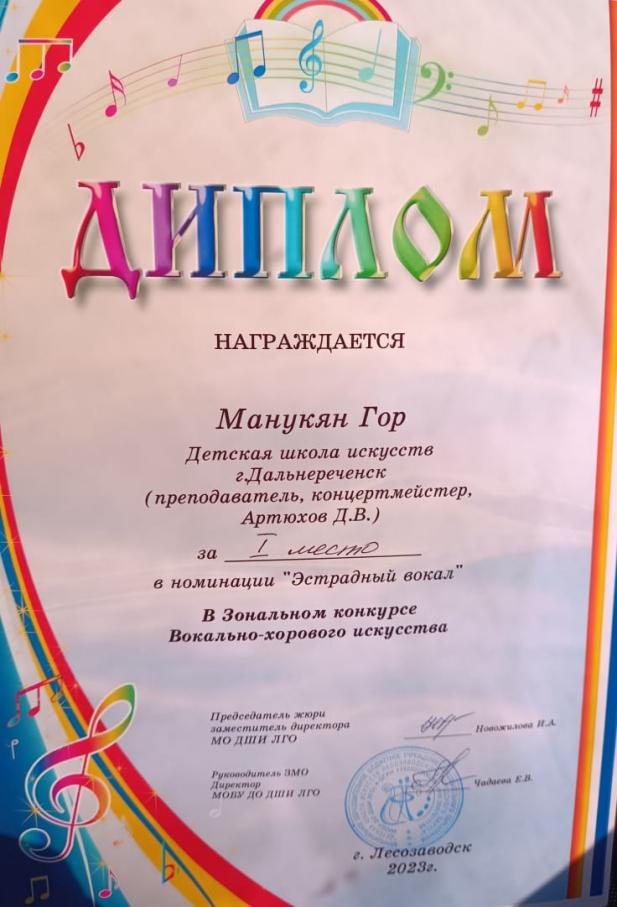 ДИПЛОМ
НАГРАЖДАЕТСЯ
Манукян Гор
Детская школа искусств
г.Дальнереченск
(преподаватель, концертмейстер,
Артюхов Д.В.)
за I место
в номинации "Эстрадный вокал"
В Зональном конкурсе
Вокально-хорового искусства
Председатель жюри
заместитель директора
МО ДШИ ЛГО
Новожилова И.А.
Руководитель ЗМО
Директор
МОБУ ДО ДШИ ЛГО
Чадаева Е.В.
г. Лесозаводск
2023г.